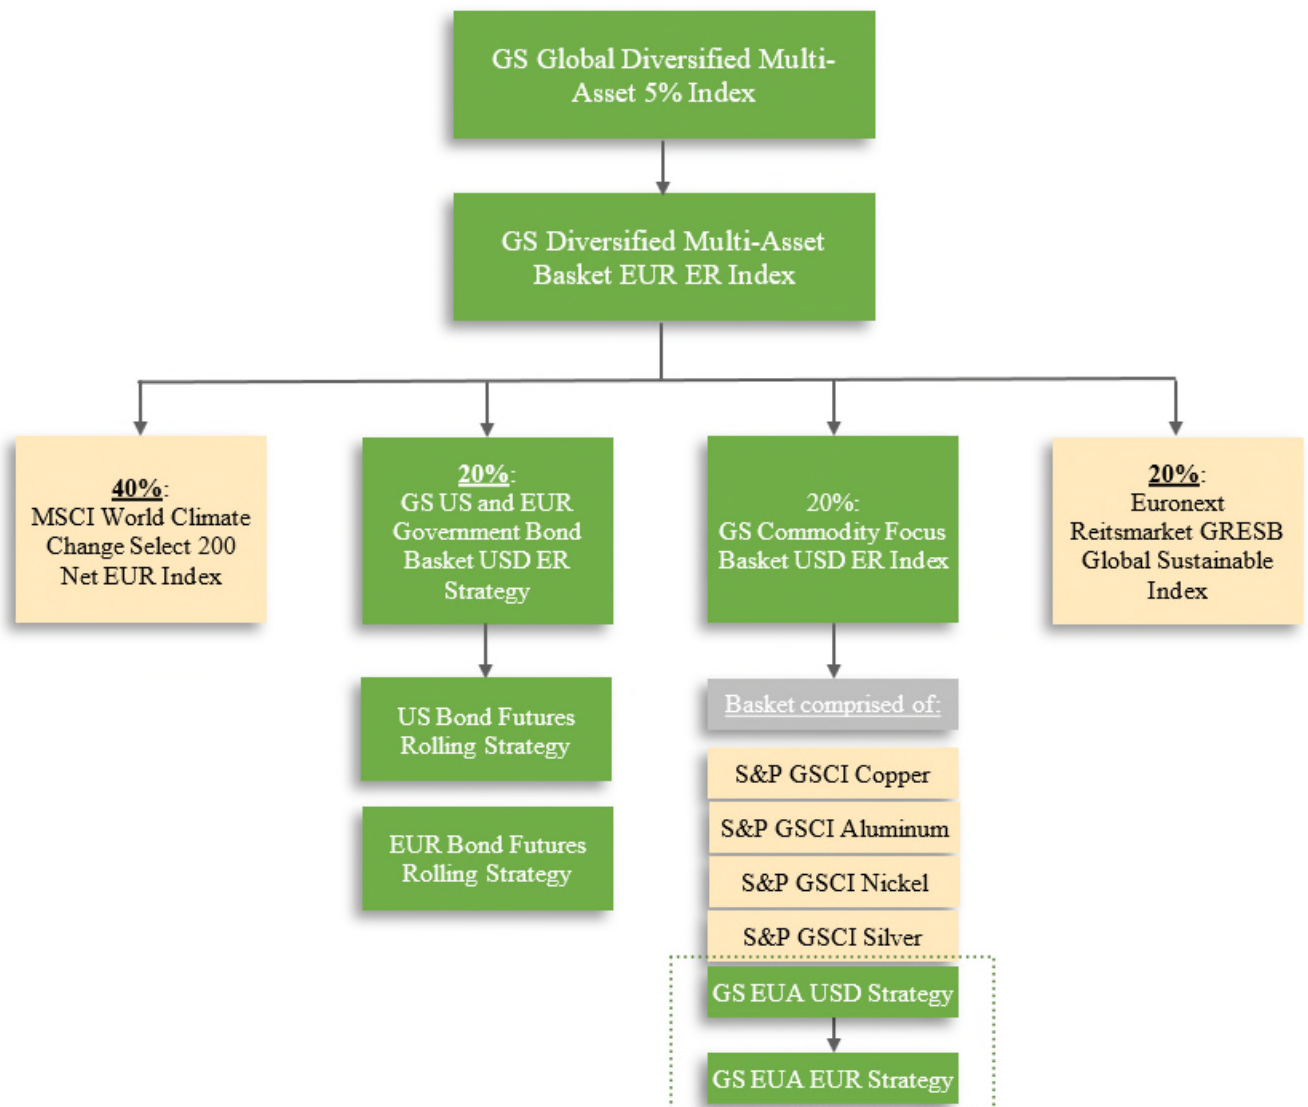 GS Global Diversified Multi-
Asset 5% Index
GS Diversified Multi-Asset
Basket EUR ER Index
40%:
MSCI World Climate
Change Select 200
Net EUR Index
20%:
GS US and EUR
Government Bond
Basket USD ER
Strategy
20%:
GS Commodity Focus
Basket USD ER Index
20%:
Euronext
Reitsmarket GRESB
Global Sustainable
Index
US Bond Futures
Rolling Strategy
EUR Bond Futures
Rolling Strategy
Basket comprised of:
S&P GSCI Copper
S&P GSCI Aluminum
S&P GSCI Nickel
S&P GSCI Silver
GS EUA USD Strategy
GS EUA EUR Strategy